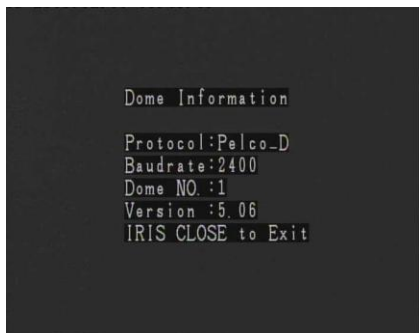 Dome Information
Protocol:Pelco_D
Baudrate:2400
Dome NO. :1
Version :5.06
IRIS CLOSE to Exit